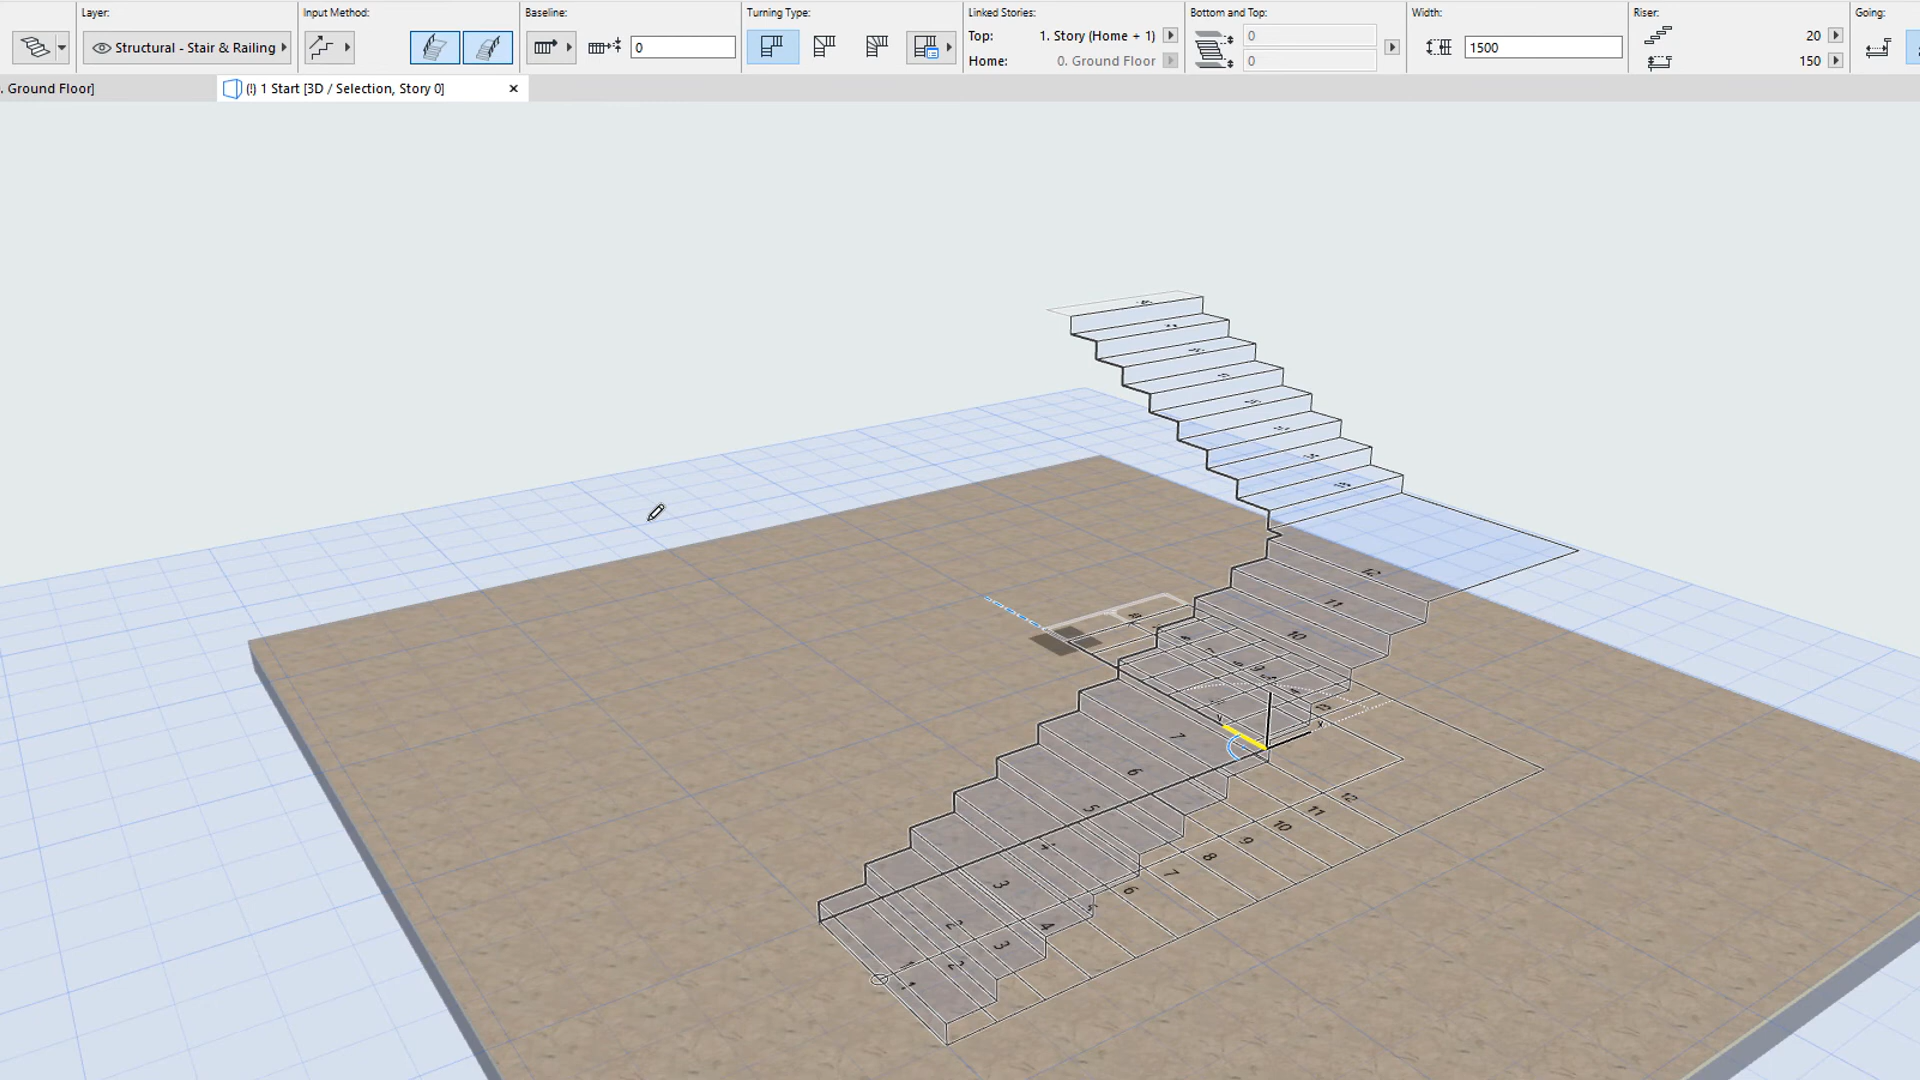 Layer:
Structural - Stair & Railing
Input Method:
Baseline:
0
Turning Type:
Linked Stories:
Top: 1. Story (Home + 1)
Home: 0. Ground Floor
Bottom and Top:
0
0
Width:
1500
Riser:
20
150
Going:
. Ground Floor]
(!) 1 Start [3D / Selection, Story 0]
12
11
10
7
6
5
3
2
1
12
11
10
9
8
7
6
4
3
2